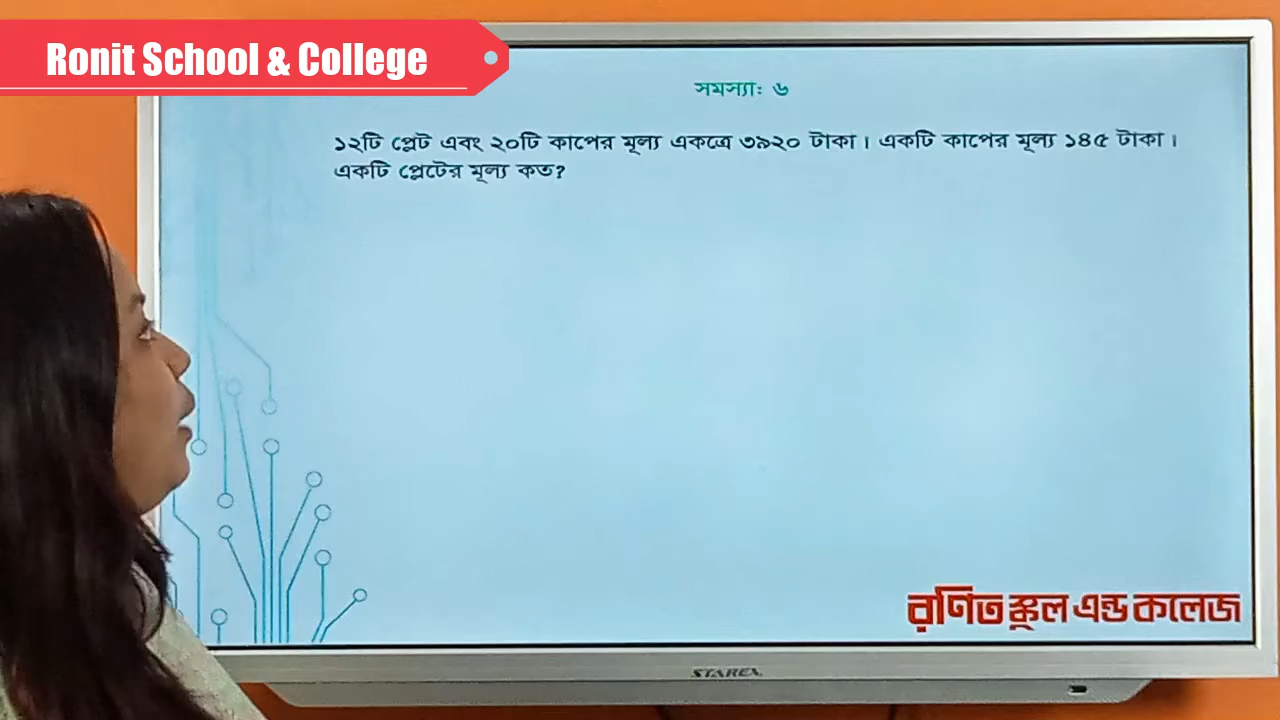 Ronit School & College
সমস্যাঃ ৬
১২টি প্লেট এবং ২০টি কাপের মূল্য একত্রে ৩৯২০ টাকা। একটি কাপের মূল্য ১৪৫ টাকা।
একটি প্লেটের মূল্য কত?
রণিত স্কুল এন্ড কলেজ
STAREX